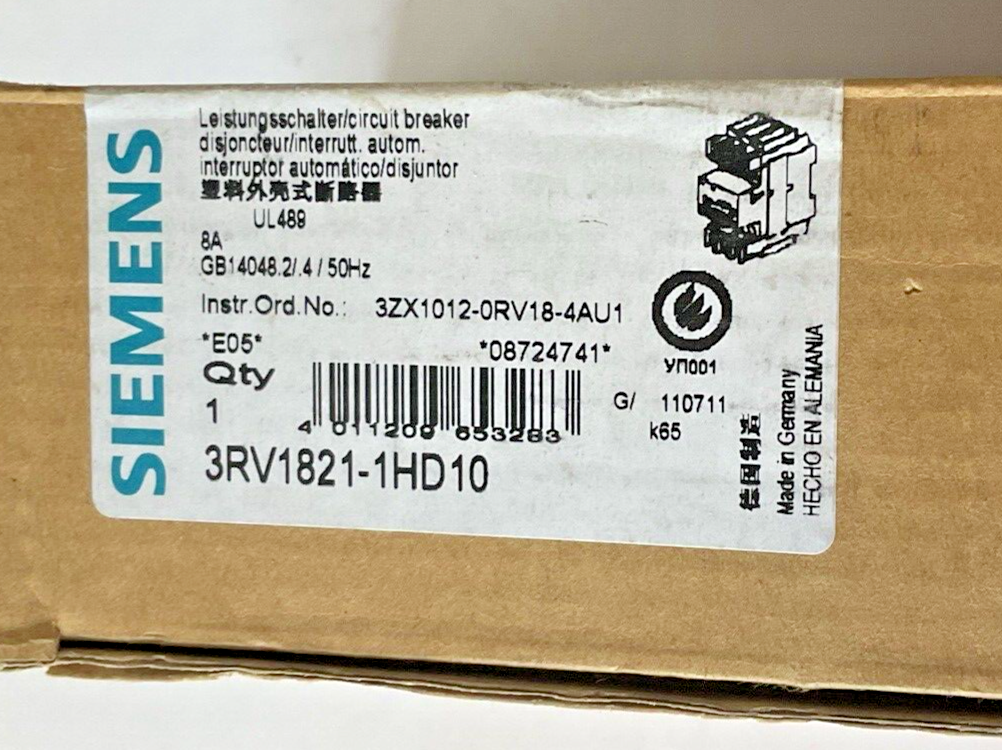 SIEMENS
Leistungsschalter/circuit breaker
disjoncteur/interrutt. autom.
interruptor automático/disjuntor
塑料外壳式断路器
UL489
8A
GB14048.2/.4 / 50Hz
Instr.Ord.No.: 3ZX1012-0RV18-4AU1
*E05* *08724741*
Qty
1
4 011209 653283
3RV1821-1HD10
УП001
G/ 110711
k65
德国制造
Made in Germany
HECHO EN ALEMANIA